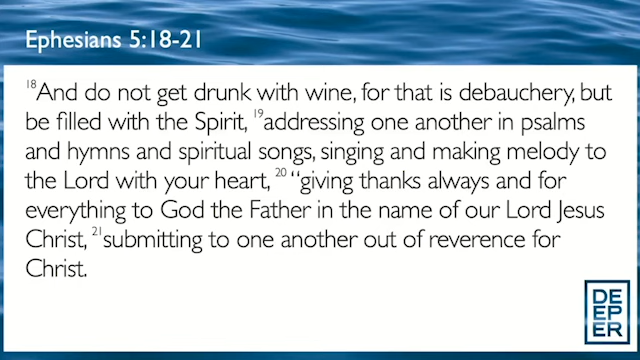 Ephesians 5:18-21
18And do not get drunk with wine, for that is debauchery, but
be filled with the Spirit, 19addressing one another in psalms
and hymns and spiritual songs, singing and making melody to
the Lord with your heart, 20 “giving thanks always and for
everything to God the Father in the name of our Lord Jesus
Christ, 21submitting to one another out of reverence for
Christ.
DE
EP
ER